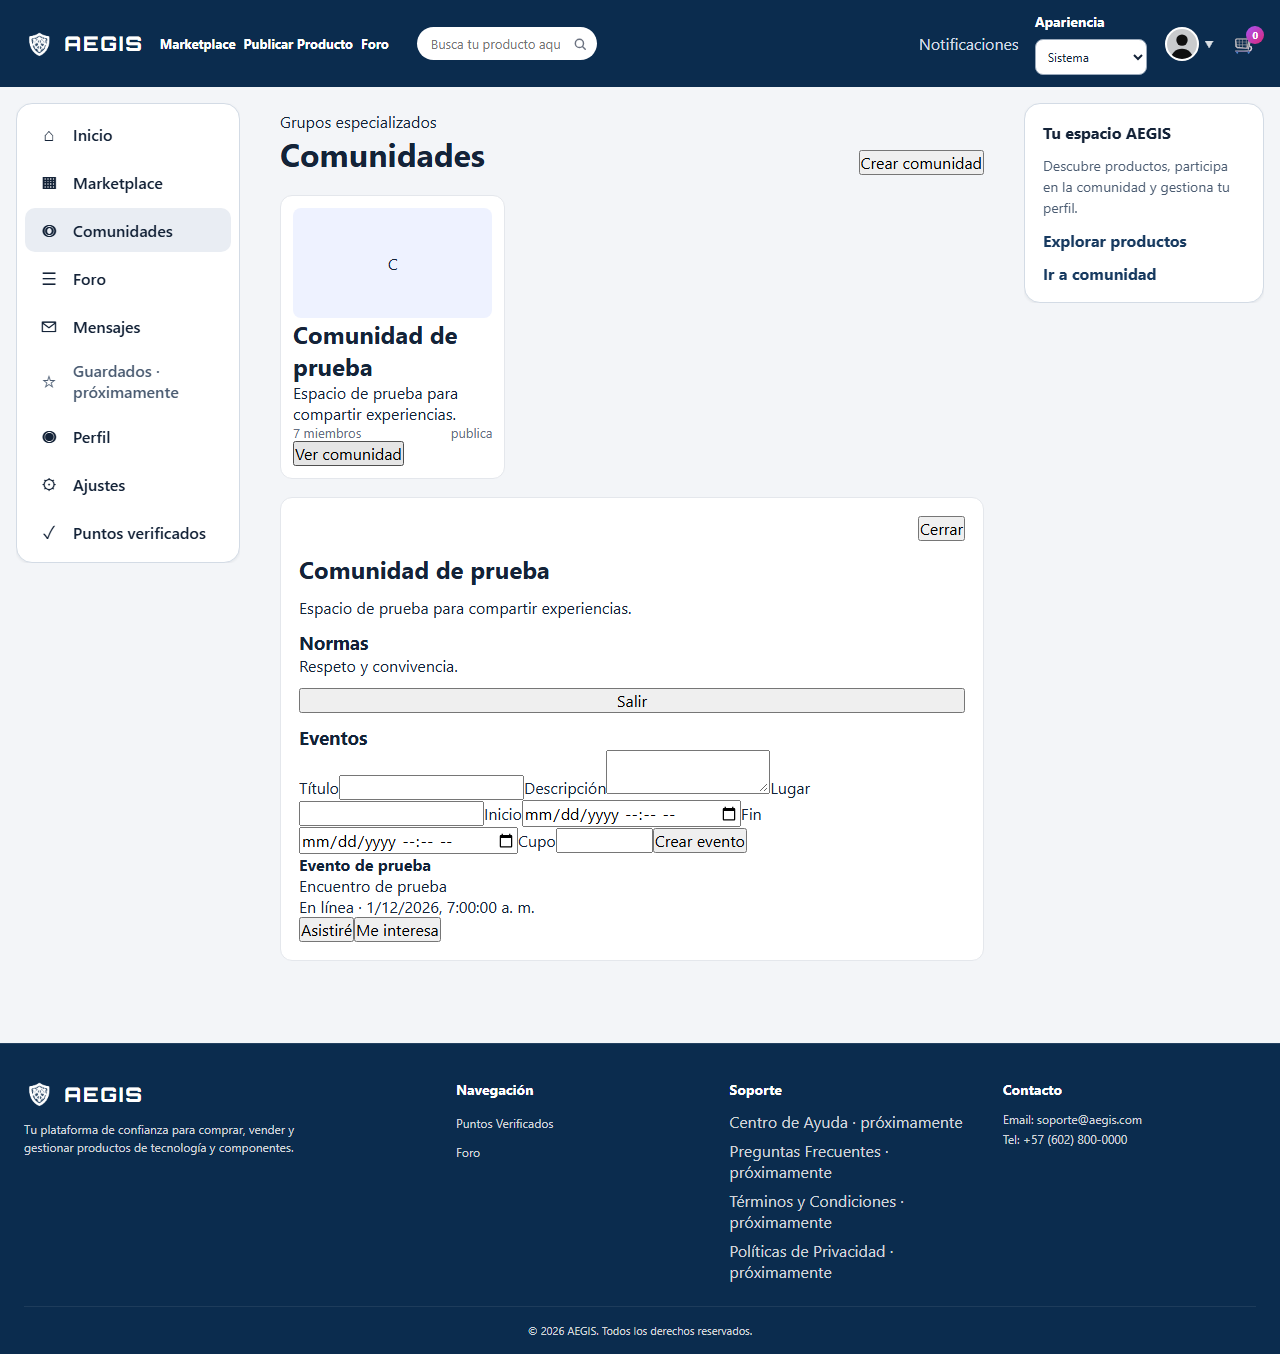 AEGIS Marketplace Publicar Producto Foro Busca tu producto aqu Notificaciones Apariencia Sistema 0
Inicio
Marketplace
Comunidades
Foro
Mensajes
Guardados ·
próximamente
Perfil
Ajustes
Puntos verificados
Grupos especializados
Comunidades
Crear comunidad
C
Comunidad de
prueba
Espacio de prueba para
compartir experiencias.
7 miembros publica
Ver comunidad
Cerrar
Comunidad de prueba
Espacio de prueba para compartir experiencias.
Normas
Respeto y convivencia.
Salir
Eventos
Título Descripción Lugar
Inicio mm/dd/yyyy --:-- -- Fin
mm/dd/yyyy --:-- -- Cupo Crear evento
Evento de prueba
Encuentro de prueba
En línea · 1/12/2026, 7:00:00 a. m.
Asistiré Me interesa
Tu espacio AEGIS
Descubre productos, participa
en la comunidad y gestiona tu
perfil.
Explorar productos
Ir a comunidad
AEGIS
Tu plataforma de confianza para comprar, vender y
gestionar productos de tecnología y componentes.
Navegación
Puntos Verificados
Foro
Soporte
Centro de Ayuda · próximamente
Preguntas Frecuentes ·
próximamente
Términos y Condiciones ·
próximamente
Políticas de Privacidad ·
próximamente
Contacto
Email: soporte@aegis.com
Tel: +57 (602) 800-0000
© 2026 AEGIS. Todos los derechos reservados.